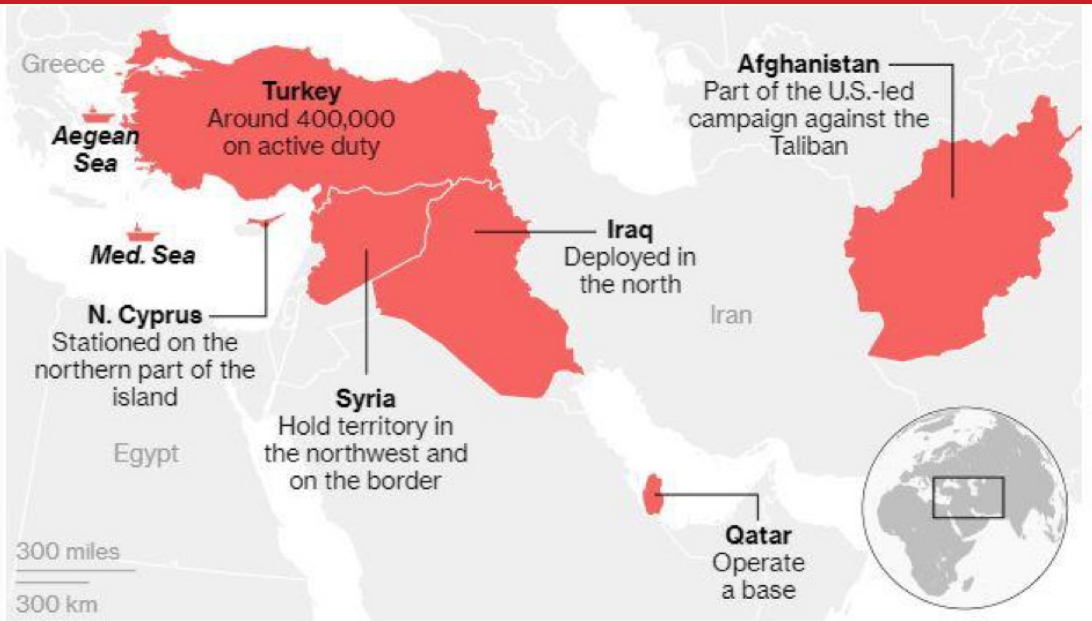 Greece
Turkey
Around 400,000
on active duty
Aegean
Sea
Med. Sea
N. Cyprus
Stationed on the
northern part of the
island
Syria
Hold territory in
the northwest and
on the border
Iraq
Deployed in
the north
Afghanistan
Part of the U.S.-led
campaign against the
Taliban
Iran
Egypt
Qatar
Operate
a base
300 miles
300 km